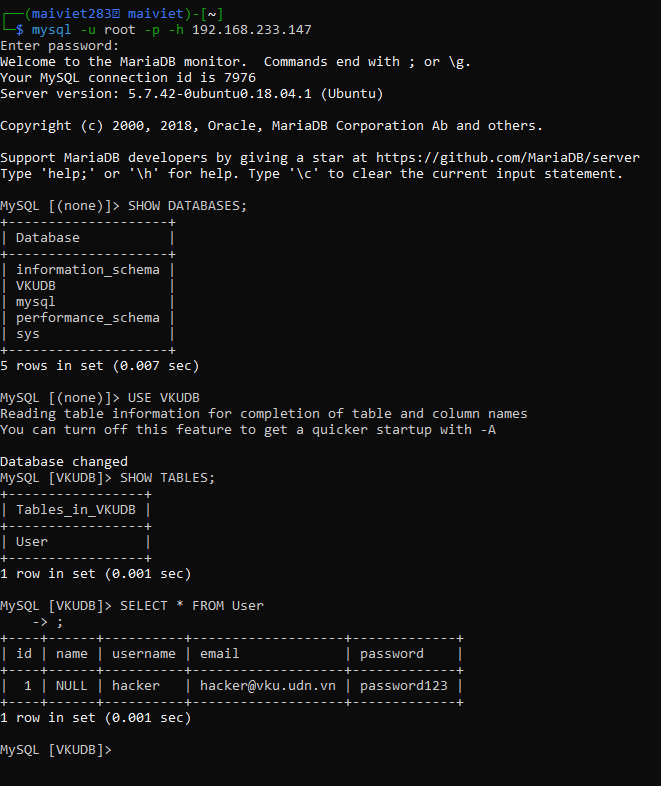 ┌──(maiviet283㉿ maiviet)-[~]
└─$ mysql -u root -p -h 192.168.233.147
Enter password:
Welcome to the MariaDB monitor.  Commands end with ; or \g.
Your MySQL connection id is 7976
Server version: 5.7.42-0ubuntu0.18.04.1 (Ubuntu)
Copyright (c) 2000, 2018, Oracle, MariaDB Corporation Ab and others.
Support MariaDB developers by giving a star at https://github.com/MariaDB/server
Type 'help;' or '\h' for help. Type '\c' to clear the current input statement.
MySQL [(none)]> SHOW DATABASES;
+--------------------+
| Database           |
+--------------------+
| information_schema |
| VKUDB              |
| mysql              |
| performance_schema |
| sys                |
+--------------------+
5 rows in set (0.007 sec)
MySQL [(none)]> USE VKUDB
Reading table information for completion of table and column names
You can turn off this feature to get a quicker startup with -A
Database changed
MySQL [VKUDB]> SHOW TABLES;
+-----------------+
| Tables_in_VKUDB |
+-----------------+
| User            |
+-----------------+
1 row in set (0.001 sec)
MySQL [VKUDB]> SELECT * FROM User
    -> ;
+----+------+----------+-------------------+-------------+
| id | name | username | email             | password    |
+----+------+----------+-------------------+-------------+
|  1 | NULL | hacker   | hacker@vku.udn.vn | password123 |
+----+------+----------+-------------------+-------------+
1 row in set (0.001 sec)
MySQL [VKUDB]>